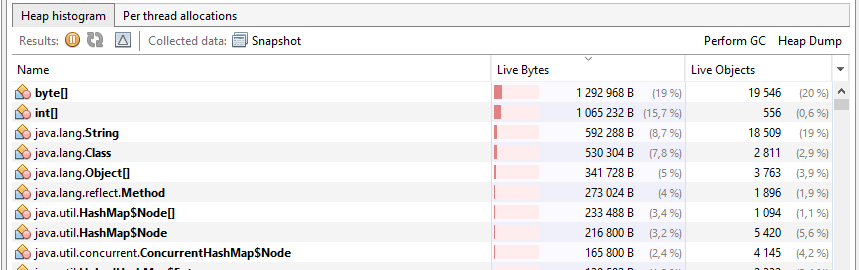 Heap histogram Per thread allocations
Results: Collected data: Snapshot Perform GC Heap Dump
Name Live Bytes Live Objects
byte[] 1 292 968 B (19 %) 19 546 (20 %)
int[] 1 065 232 B (15,7 %) 556 (0,6 %)
java.lang.String 592 288 B (8,7 %) 18 509 (19 %)
java.lang.Class 530 304 B (7,8 %) 2 811 (2,9 %)
java.lang.Object[] 341 728 B (5 %) 3 763 (3,9 %)
java.lang.reflect.Method 273 024 B (4 %) 1 896 (1,9 %)
java.util.HashMap$Node[] 233 488 B (3,4 %) 1 094 (1,1 %)
java.util.HashMap$Node 216 800 B (3,2 %) 5 420 (5,6 %)
java.util.concurrent.ConcurrentHashMap$Node 165 800 B (2,4 %) 4 145 (4,2 %)